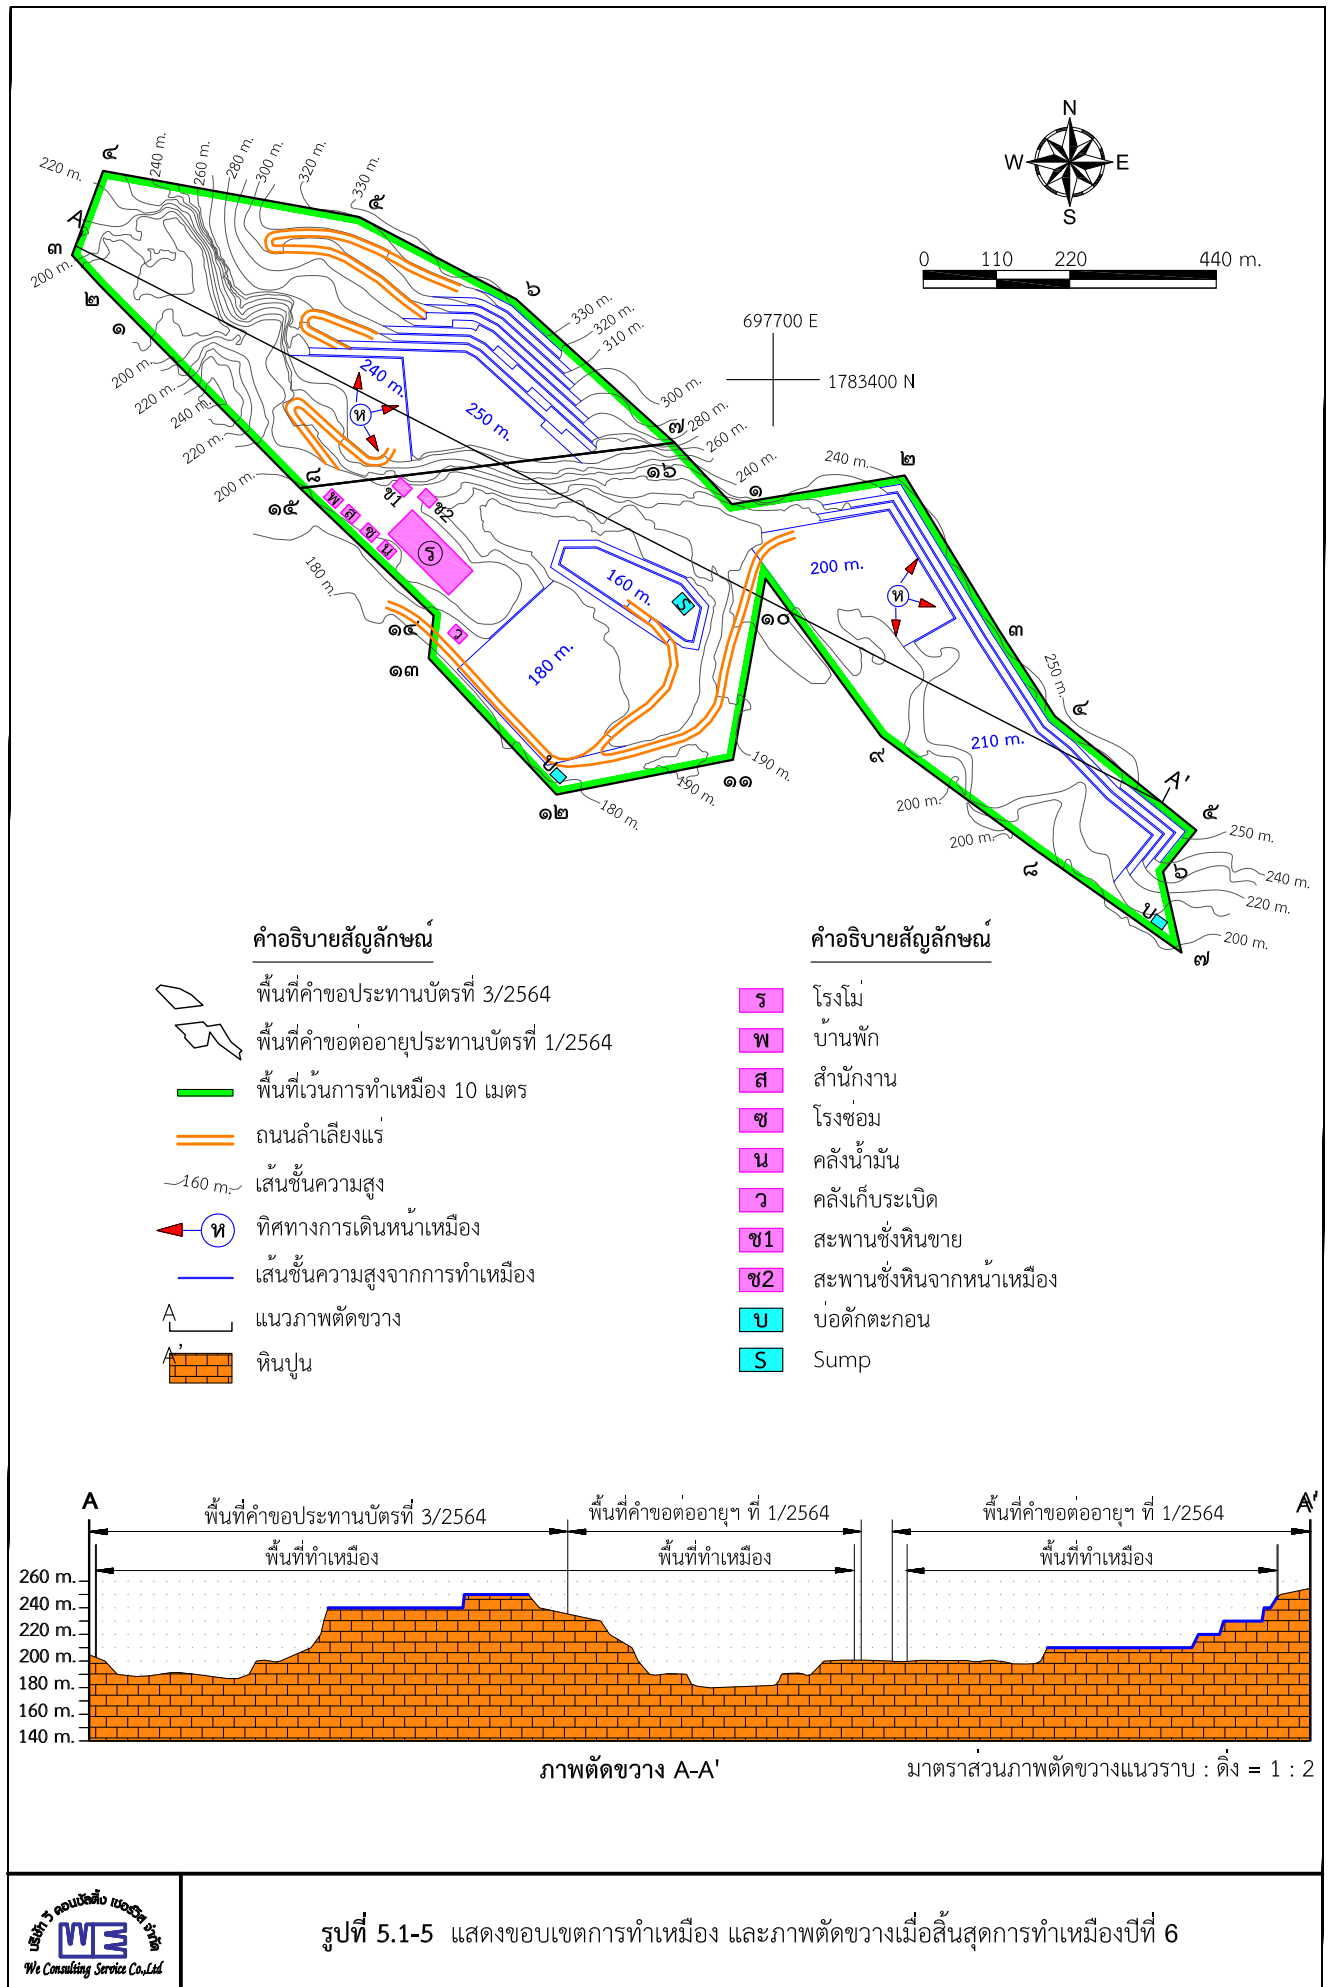 N
W E
S
0 110 220 440 m.
697700 E
1783400 N
220 m.
240 m.
260 m.
280 m.
300 m.
320 m.
330 m.
๔
๕
A
๓
200 m.
๒
๑
๖
330 m.
320 m.
310 m.
300 m.
280 m.
260 m.
240 m.
200 m.
220 m.
240 m.
220 m.
200 m.
240 m.
250 m.
ห
๗
๑๖
๘
๑๕
พ
ส
ซ
น
ช1
ช2
ร
180 m.
๑๔
๑๓
ว
160 m.
S
180 m.
บ
๑๒
180 m.
190 m.
190 m.
๑๑
๑๐
๑
240 m.
๒
200 m.
ห
๓
250 m.
๔
210 m.
A'
๕
250 m.
๖
240 m.
220 m.
200 m.
๗
บ
๘
๙
200 m.
200 m.
คำอธิบายสัญลักษณ์
พื้นที่คำขอประทานบัตรที่ 3/2564
พื้นที่คำขอต่ออายุประทานบัตรที่ 1/2564
พื้นที่เว้นการทำเหมือง 10 เมตร
ถนนลำเลียงแร่
160 m. เส้นชั้นความสูง
ห ทิศทางการเดินหน้าเหมือง
เส้นชั้นความสูงจากการทำเหมือง
A A' แนวภาพตัดขวาง
หินปูน
คำอธิบายสัญลักษณ์
ร โรงโม่
พ บ้านพัก
ส สำนักงาน
ซ โรงซ่อม
น คลังน้ำมัน
ว คลังเก็บระเบิด
ช1 สะพานชั่งหินขาย
ช2 สะพานชั่งหินจากหน้าเหมือง
บ บ่อดักตะกอน
S Sump
A A'
พื้นที่คำขอประทานบัตรที่ 3/2564 พื้นที่คำขอต่ออายุฯ ที่ 1/2564 พื้นที่คำขอต่ออายุฯ ที่ 1/2564
พื้นที่ทำเหมือง พื้นที่ทำเหมือง พื้นที่ทำเหมือง
260 m.
240 m.
220 m.
200 m.
180 m.
160 m.
140 m.
ภาพตัดขวาง A-A'
มาตราส่วนภาพตัดขวางแนวราบ : ดิ่ง = 1 : 2
บริษัท วี คอนซัลติ้ง เซอร์วิส จำกัด
WE
We Consulting Service Co.,Ltd
รูปที่ 5.1-5 แสดงขอบเขตการทำเหมือง และภาพตัดขวางเมื่อสิ้นสุดการทำเหมืองปีที่ 6